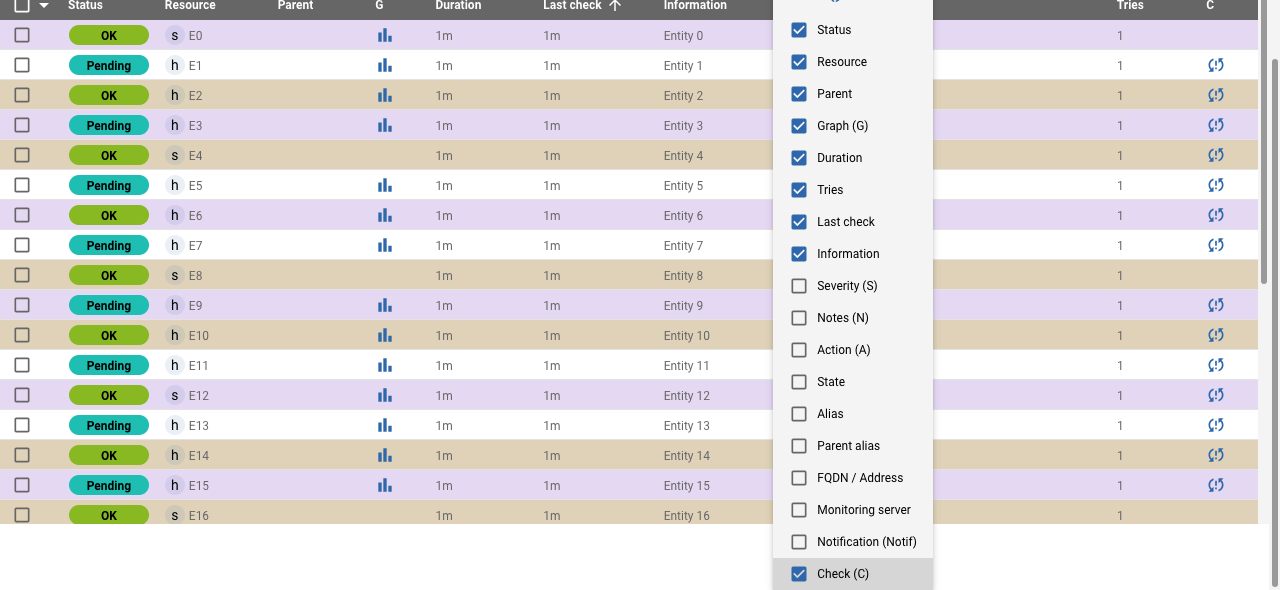 Status Resource Parent G Duration Last check Information Tries C
OK s E0 1m 1m Entity 0 1
Pending h E1 1m 1m Entity 1 1
OK h E2 1m 1m Entity 2 1
Pending h E3 1m 1m Entity 3 1
OK s E4 1m 1m Entity 4 1
Pending h E5 1m 1m Entity 5 1
OK h E6 1m 1m Entity 6 1
Pending h E7 1m 1m Entity 7 1
OK s E8 1m 1m Entity 8 1
Pending h E9 1m 1m Entity 9 1
OK h E10 1m 1m Entity 10 1
Pending h E11 1m 1m Entity 11 1
OK s E12 1m 1m Entity 12 1
Pending h E13 1m 1m Entity 13 1
OK h E14 1m 1m Entity 14 1
Pending h E15 1m 1m Entity 15 1
OK s E16 1m 1m Entity 16 1
Status
Resource
Parent
Graph (G)
Duration
Tries
Last check
Information
Severity (S)
Notes (N)
Action (A)
State
Alias
Parent alias
FQDN / Address
Monitoring server
Notification (Notif)
Check (C)